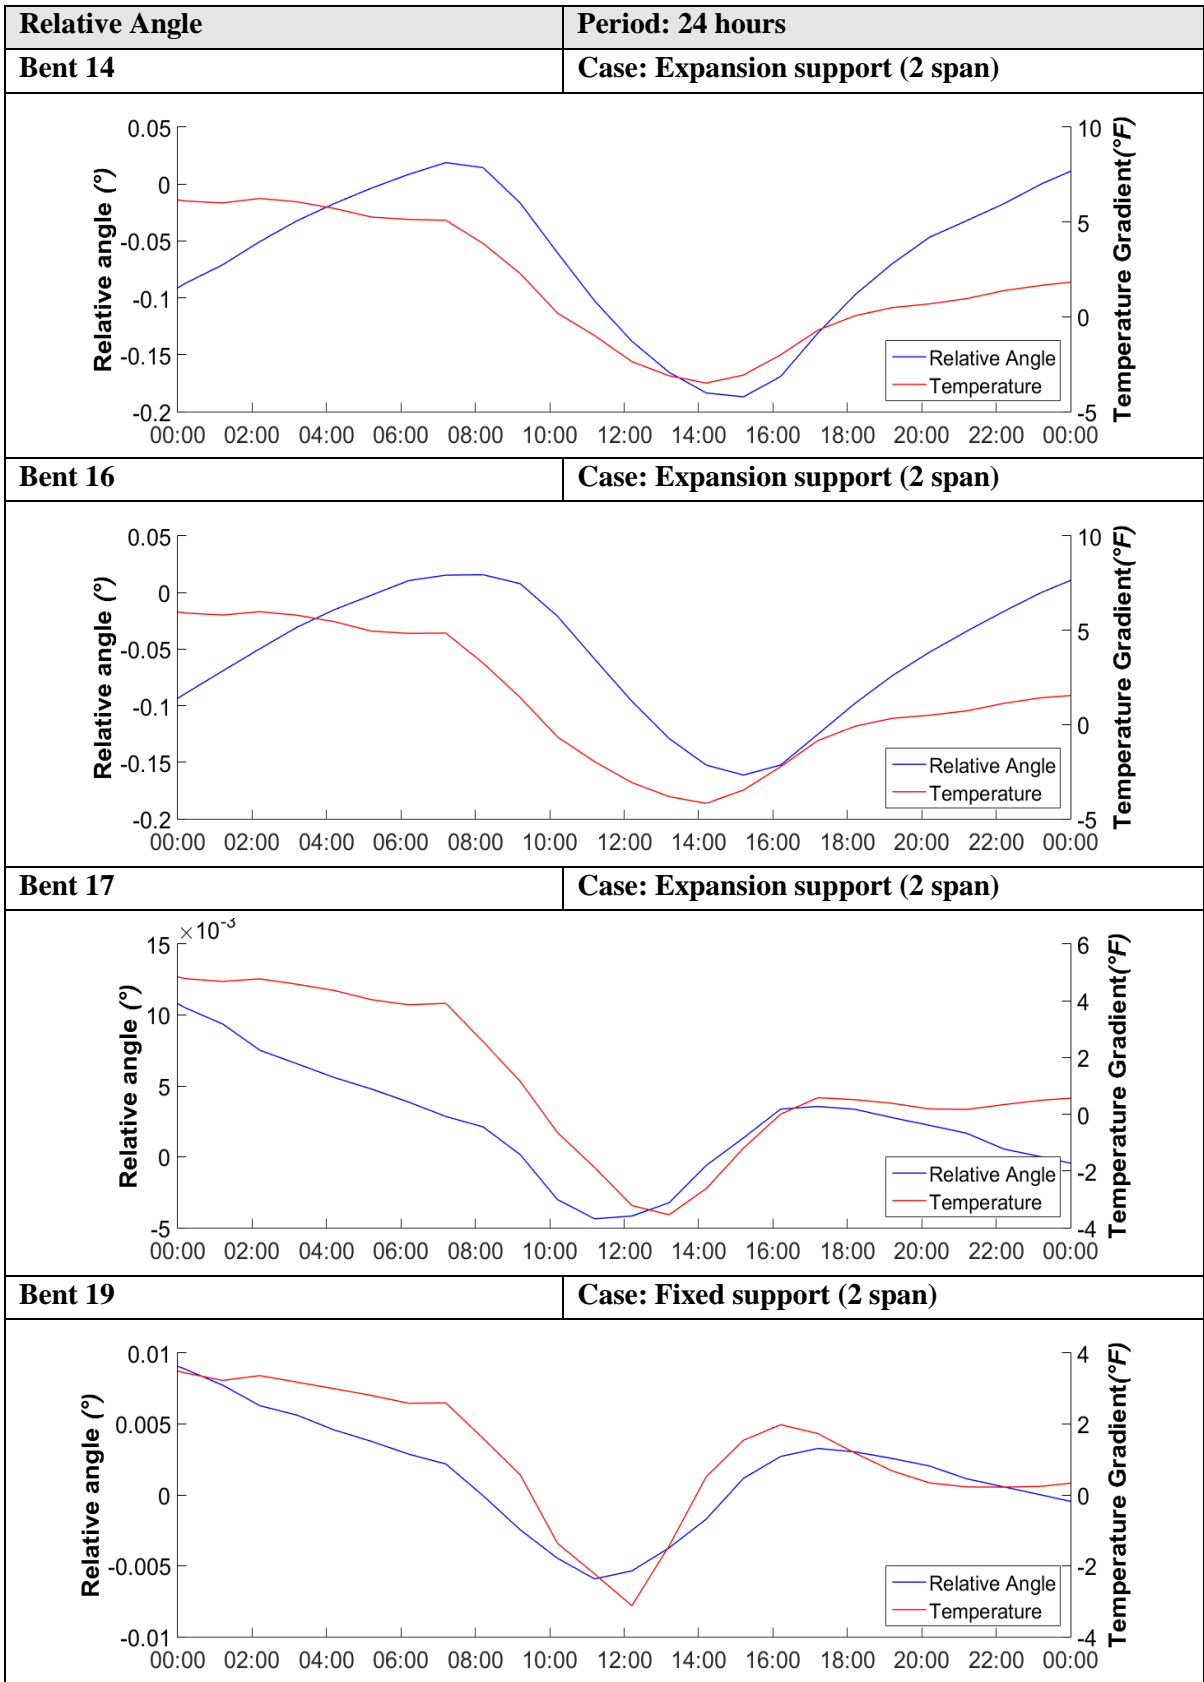 Relative Angle Period: 24 hours
Bent 14 Case: Expansion support (2 span)
0.05 10
0
5
-0.05
-0.1
0
-0.15
-0.2 -5
Relative angle (°)
Temperature Gradient(°F)
Relative Angle
Temperature
00:00 02:00 04:00 06:00 08:00 10:00 12:00 14:00 16:00 18:00 20:00 22:00 00:00
Bent 16 Case: Expansion support (2 span)
0.05 10
0
5
-0.05
-0.1
0
-0.15
-0.2 -5
Relative angle (°)
Temperature Gradient(°F)
Relative Angle
Temperature
00:00 02:00 04:00 06:00 08:00 10:00 12:00 14:00 16:00 18:00 20:00 22:00 00:00
Bent 17 Case: Expansion support (2 span)
×10-3
15 6
4
10
2
5
0
0
-2
-5 -4
Relative angle (°)
Temperature Gradient(°F)
Relative Angle
Temperature
00:00 02:00 04:00 06:00 08:00 10:00 12:00 14:00 16:00 18:00 20:00 22:00 00:00
Bent 19 Case: Fixed support (2 span)
0.01 4
0.005 2
0 0
-0.005 -2
-0.01 -4
Relative angle (°)
Temperature Gradient(°F)
Relative Angle
Temperature
00:00 02:00 04:00 06:00 08:00 10:00 12:00 14:00 16:00 18:00 20:00 22:00 00:00